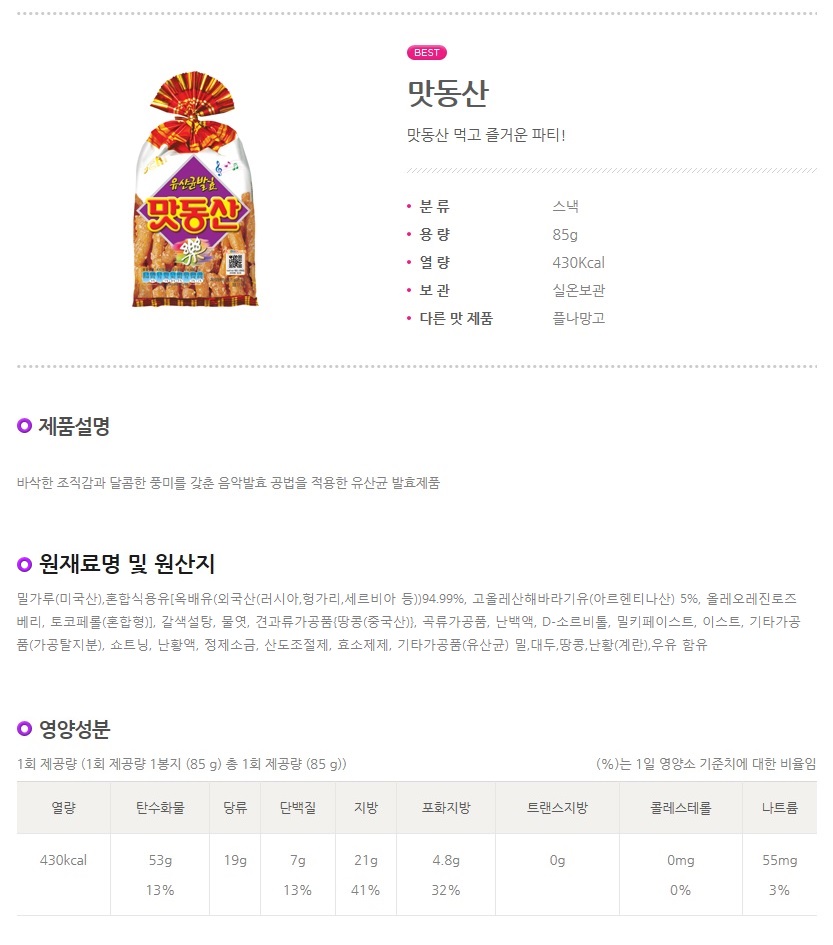 BEST
맛동산
맛동산 먹고 즐거운 파티!
유산균발효
맛동산
樂
분 류 스낵
용 량 85g
열 량 430Kcal
보 관 실온보관
다른 맛 제품 플나망고
제품설명
바삭한 조직감과 달콤한 풍미를 갖춘 음악발효 공법을 적용한 유산균 발효제품
원재료명 및 원산지
밀가루(미국산),혼합식용유[옥배유(외국산(러시아,헝가리,세르비아 등))94.99%, 고올레산해바라기유(아르헨티나산) 5%, 올레오레진로즈
베리, 토코페롤(혼합형)], 갈색설탕, 물엿, 견과류가공품{땅콩(중국산)}, 곡류가공품, 난백액, D-소르비톨, 밀키페이스트, 이스트, 기타가공
품(가공탈지분), 쇼트닝, 난황액, 정제소금, 산도조절제, 효소제제, 기타가공품(유산균) 밀,대두,땅콩,난황(계란),우유 함유
영양성분
1회 제공량 (1회 제공량 1봉지 (85 g) 총 1회 제공량 (85 g)) (%)는 1일 영양소 기준치에 대한 비율임
열량 탄수화물 당류 단백질 지방 포화지방 트랜스지방 콜레스테롤 나트륨
430kcal 53g 19g 7g 21g 4.8g 0g 0mg 55mg
13% 13% 41% 32% 0% 3%